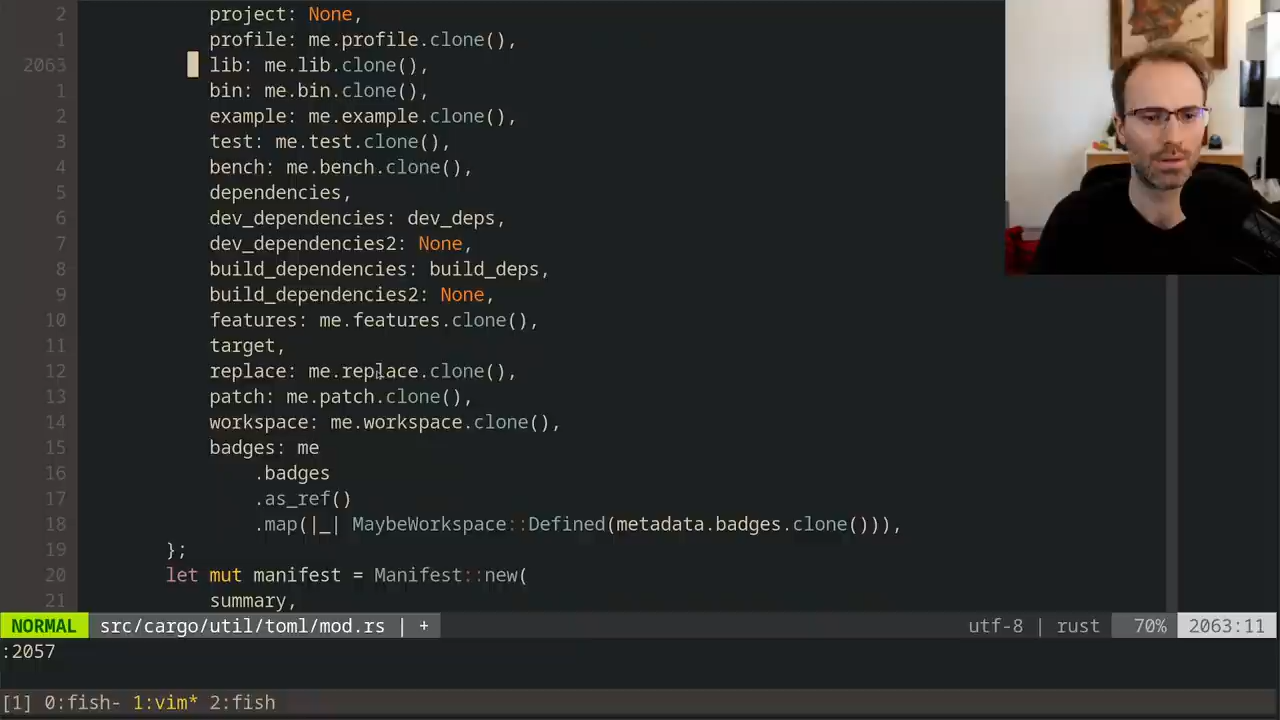 2 project: None,
1 profile: me.profile.clone(),
2063 lib: me.lib.clone(),
1 bin: me.bin.clone(),
2 example: me.example.clone(),
3 test: me.test.clone(),
4 bench: me.bench.clone(),
5 dependencies,
6 dev_dependencies: dev_deps,
7 dev_dependencies2: None,
8 build_dependencies: build_deps,
9 build_dependencies2: None,
10 features: me.features.clone(),
11 target,
12 replace: me.replace.clone(),
13 patch: me.patch.clone(),
14 workspace: me.workspace.clone(),
15 badges: me
16 .badges
17 .as_ref()
18 .map(|_| MaybeWorkspace::Defined(metadata.badges.clone())),
19 };
20 let mut manifest = Manifest::new(
21 summary,
NORMAL src/cargo/util/toml/mod.rs | + utf-8 | rust 70% 2063:11
:2057
[1] 0:fish- 1:vim* 2:fish